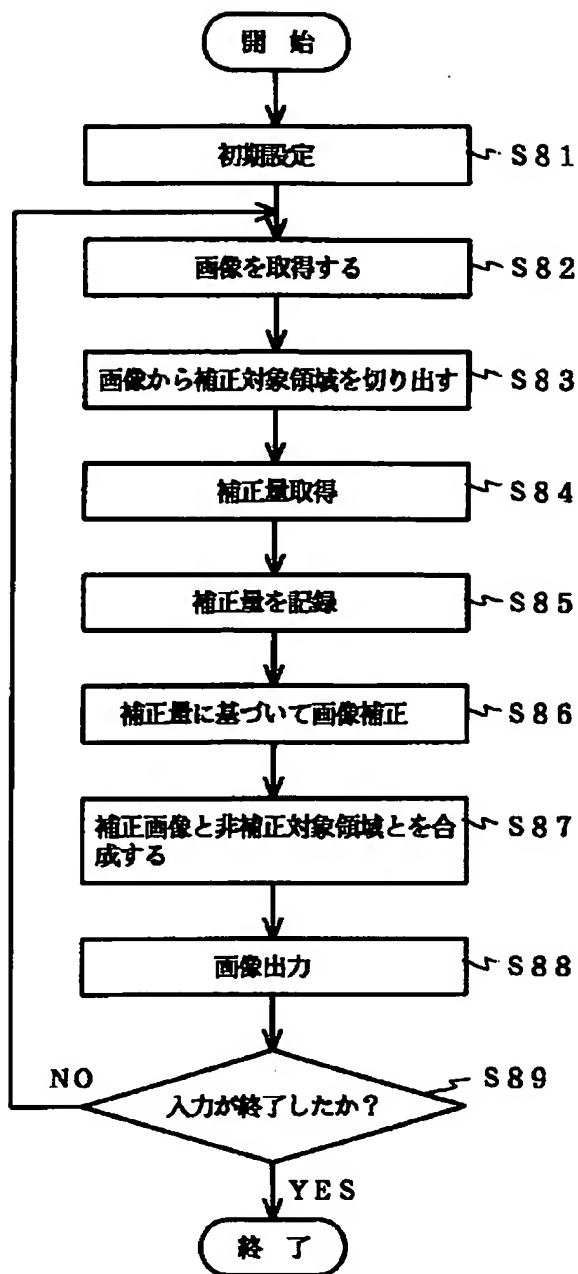 開 始
初期設定
S81
画像を取得する
S82
画像から補正対象領域を切り出す
S83
補正量取得
S84
補正量を記録
S85
補正量に基づいて画像補正
S86
補正画像と非補正対象領域とを合
成する
S87
画像出力
S88
入力が終了したか？
S89
NO
YES
終 了